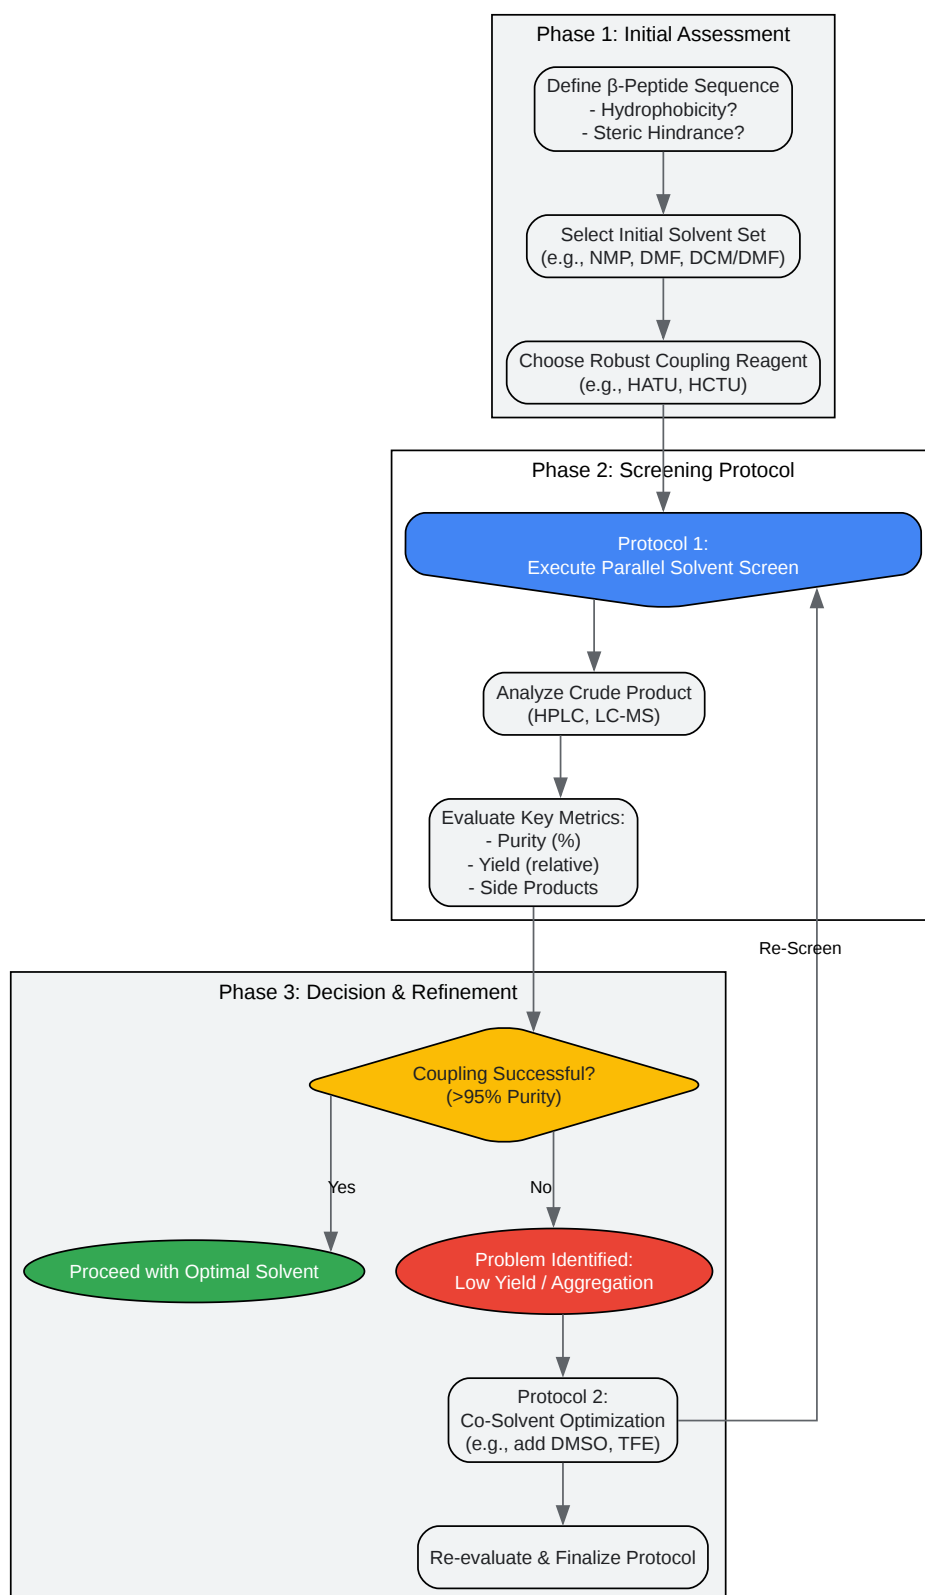 Phase 1: Initial Assessment
Define β-Peptide Sequence
- Hydrophobicity?
- Steric Hindrance?
Select Initial Solvent Set
(e.g., NMP, DMF, DCM/DMF)
Choose Robust Coupling Reagent
(e.g., HATU, HCTU)
Phase 2: Screening Protocol
Protocol 1:
Execute Parallel Solvent Screen
Analyze Crude Product
(HPLC, LC-MS)
Evaluate Key Metrics:
- Purity (%)
- Yield (relative)
- Side Products
Re-Screen
Phase 3: Decision & Refinement
Coupling Successful?
(>95% Purity)
Yes
No
Proceed with Optimal Solvent
Problem Identified:
Low Yield / Aggregation
Protocol 2:
Co-Solvent Optimization
(e.g., add DMSO, TFE)
Re-evaluate & Finalize Protocol